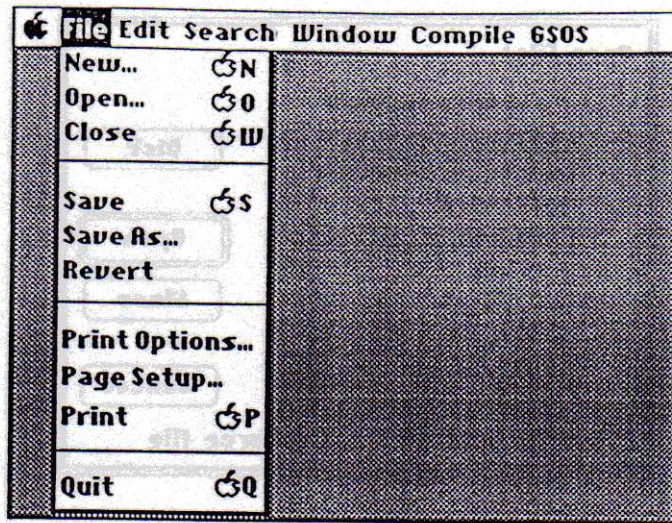 File Edit Search Window Compile GSOS
New... N
Open... O
Close W
Save S
Save As...
Revert
Print Options...
Page Setup...
Print P
Quit Q